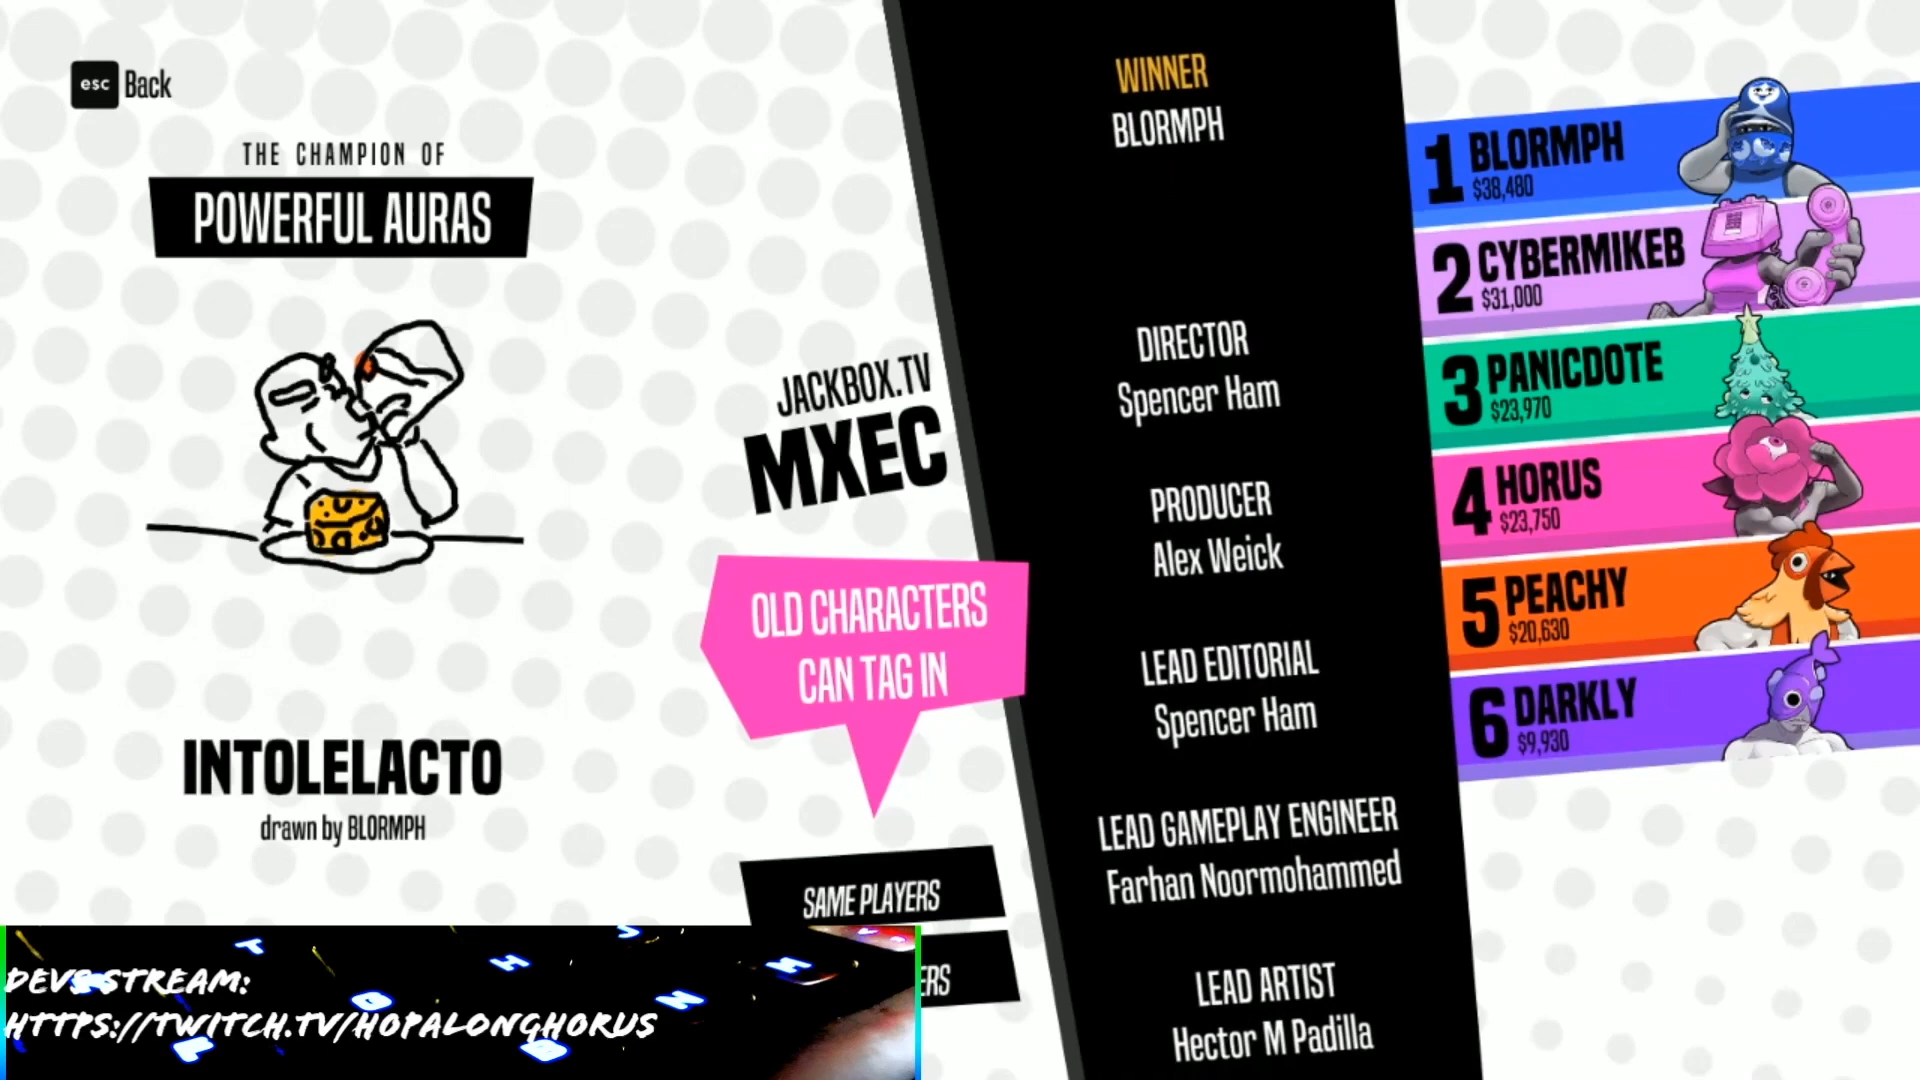 esc Back
THE CHAMPION OF
POWERFUL AURAS
INTOLELACTO
drawn by BLORMPH
JACKBOX.TV
MXEC
OLD CHARACTERS
CAN TAG IN
SAME PLAYERS
ERS
WINNER
BLORMPH
DIRECTOR
Spencer Ham
PRODUCER
Alex Weick
LEAD EDITORIAL
Spencer Ham
LEAD GAMEPLAY ENGINEER
Farhan Noormohammed
LEAD ARTIST
Hector M Padilla
1 BLORMPH
$38,480
2 CYBERMIKEB
$31,000
3 PANICDOTE
$23,970
4 HORUS
$23,750
5 PEACHY
$20,630
6 DARKLY
$9,930
DEVS STREAM:
HTTPS://TWITCH.TV/HOPALONGHORUS